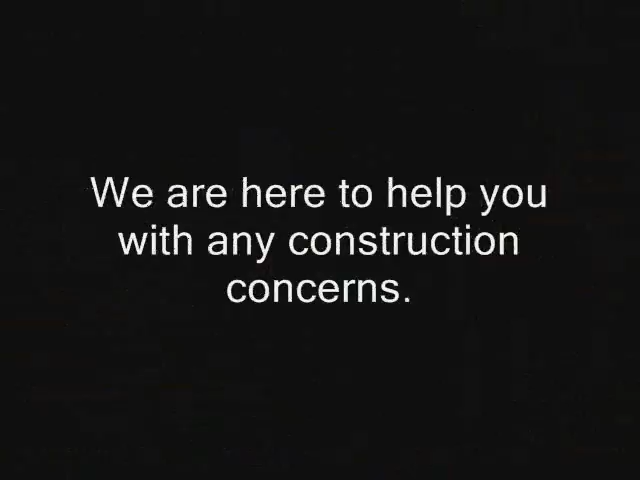 We are here to help you
with any construction
concerns.